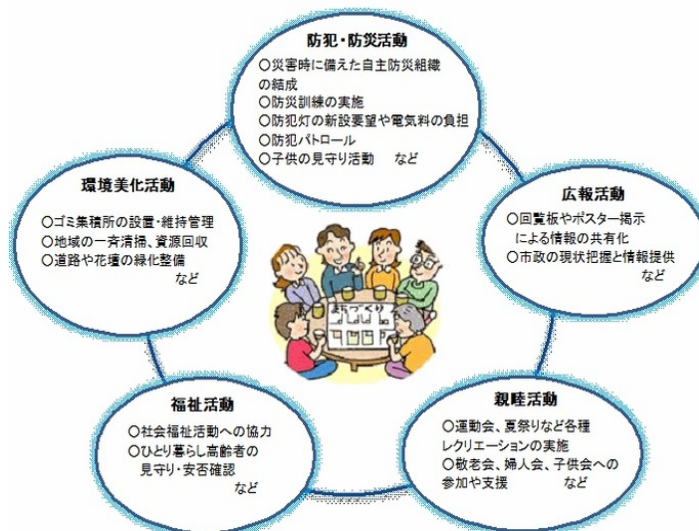 防犯・防災活動
○災害時に備えた自主防災組織
の結成
○防災訓練の実施
○防犯灯の新設要望や電気料の負担
○防犯パトロール
○子供の見守り活動　など
環境美化活動
○ゴミ集積所の設置・維持管理
○地域の一斉清掃、資源回収
○道路や花壇の緑化整備
など
広報活動
○回覧板やポスター掲示
による情報の共有化
○市政の現状把握と情報提供
など
まちづくり
福祉活動
○社会福祉活動への協力
○ひとり暮らし高齢者の
見守り・安否確認
など
親睦活動
○運動会、夏祭りなど各種
レクリエーションの実施
○敬老会、婦人会、子供会への
参加や支援　など